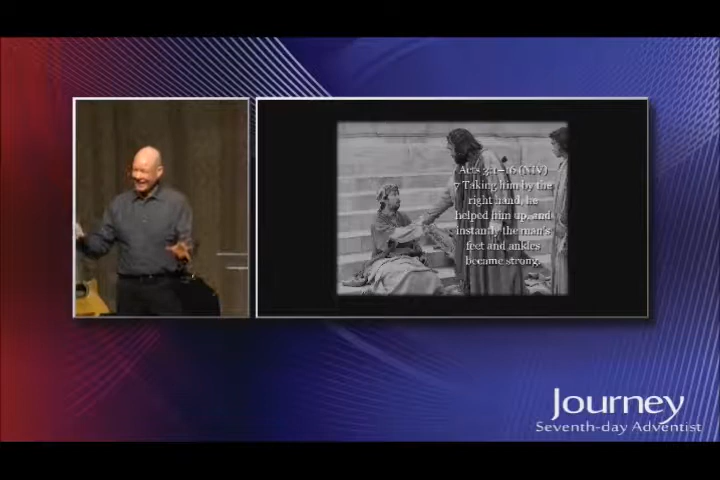 Acts 3:1-16 (NIV)
7 Taking him by the
right hand, he
helped him up, and
instantly the man's
feet and ankles
became strong.
Journey
Seventh-day Adventist